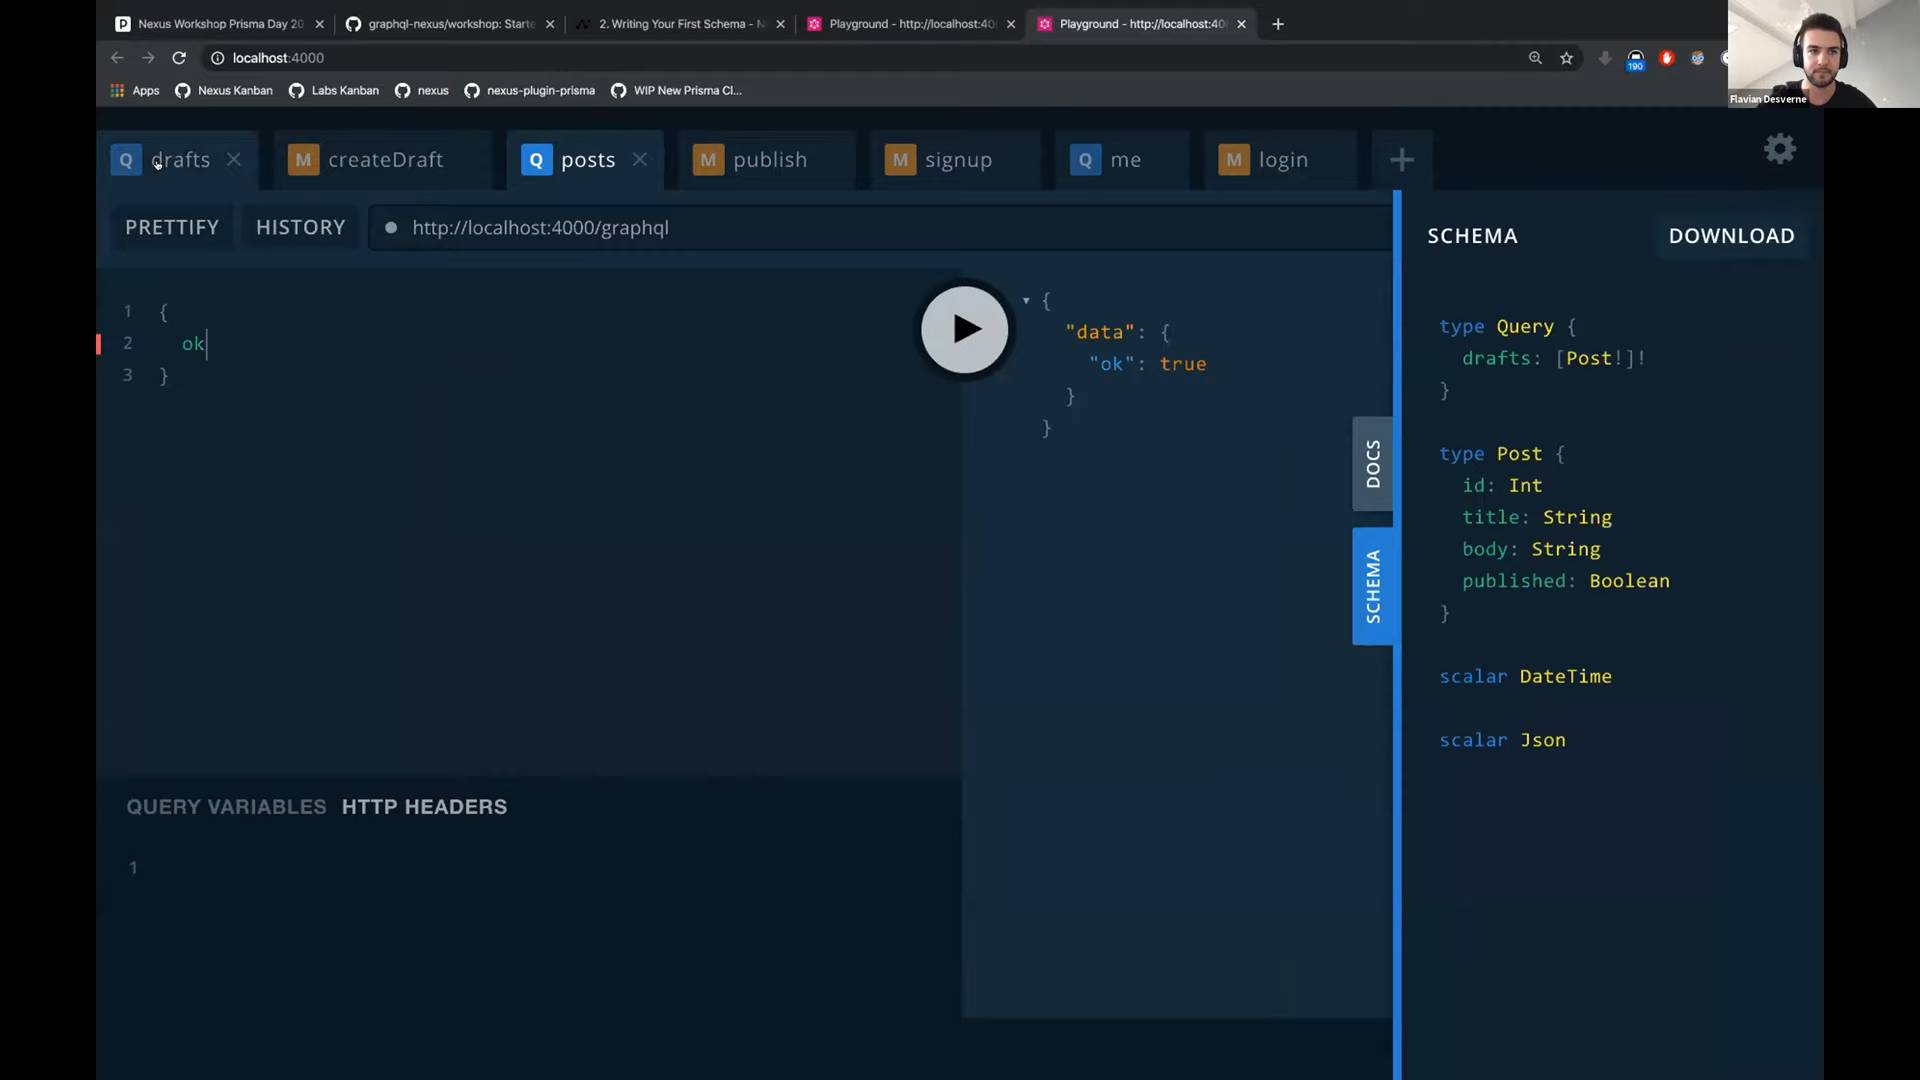 Nexus Workshop Prisma Day 20
graphql-nexus/workshop: Starte
2. Writing Your First Schema - N
Playground - http://localhost:40
Playground - http://localhost:40
localhost:4000
190
Apps
Nexus Kanban
Labs Kanban
nexus
nexus-plugin-prisma
WIP New Prisma Cl...
Flavian Desverne
Q drafts
M createDraft
Q posts
M publish
M signup
Q me
M login
PRETTIFY
HISTORY
http://localhost:4000/graphql
1 {
2 ok
3 }
{
"data": {
"ok": true
}
}
DOCS
SCHEMA
SCHEMA
DOWNLOAD
type Query {
drafts: [Post!]!
}
type Post {
id: Int
title: String
body: String
published: Boolean
}
scalar DateTime
scalar Json
QUERY VARIABLES
HTTP HEADERS
1